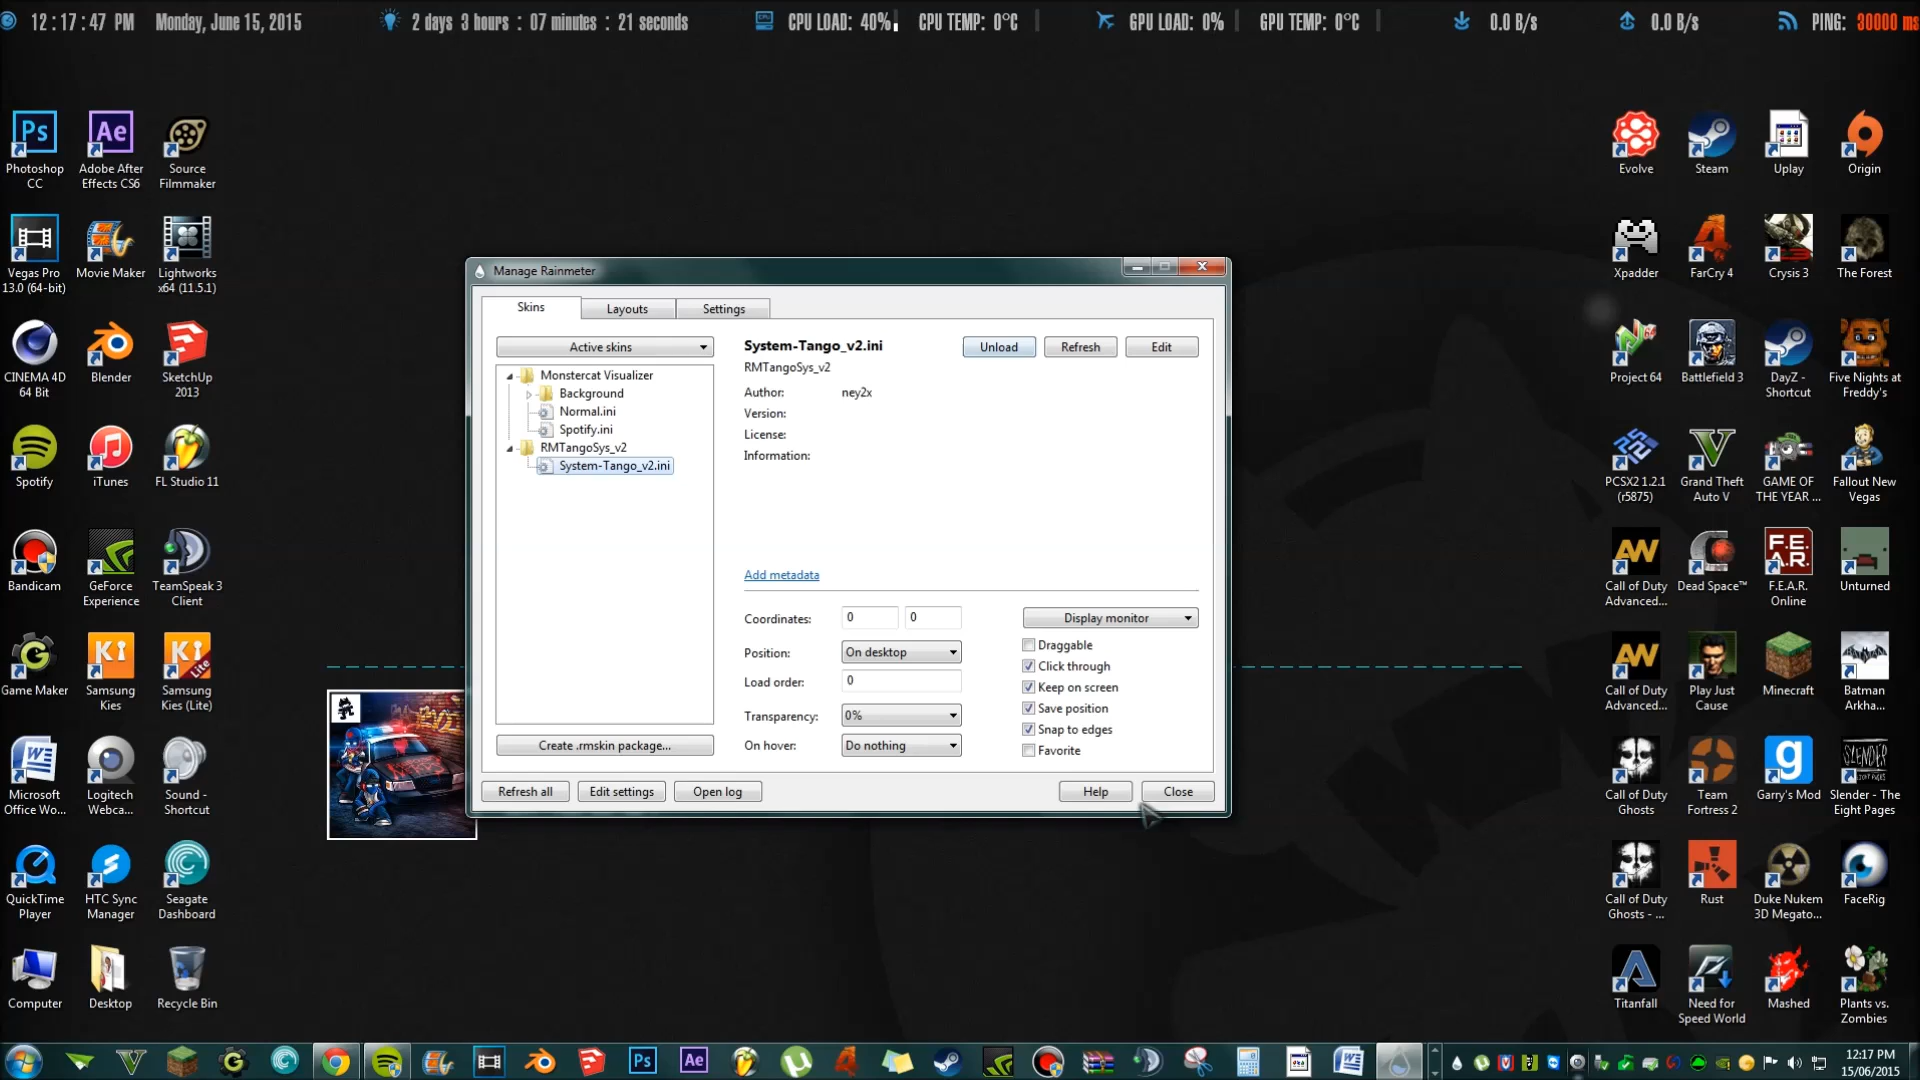 12:17:47 PM Monday, June 15, 2015 2 days 3 hours : 07 minutes : 21 seconds CPU LOAD: 40% CPU TEMP: 0°C GPU LOAD: 0% GPU TEMP: 0°C 0.0 B/s 0.0 B/s PING: 30000 ms
Photoshop CC
Adobe After Effects CS6
Source Filmmaker
Vegas Pro 13.0 (64-bit)
Movie Maker
Lightworks x64 (11.5.1)
CINEMA 4D 64 Bit
Blender
SketchUp 2013
Spotify
iTunes
FL Studio 11
Bandicam
GeForce Experience
TeamSpeak 3 Client
Game Maker
Samsung Kies
Samsung Kies (Lite)
Microsoft Office Wo...
Logitech Webca...
Sound - Shortcut
QuickTime Player
HTC Sync Manager
Seagate Dashboard
Computer
Desktop
Recycle Bin
Manage Rainmeter
Skins
Layouts
Settings
Active skins
Monstercat Visualizer
Background
Normal.ini
Spotify.ini
RMTangoSys_v2
System-Tango_v2.ini
Create .rmskin package...
System-Tango_v2.ini
RMTangoSys_v2
Unload
Refresh
Edit
Author: ney2x
Version:
License:
Information:
Add metadata
Coordinates: 0 0
Position: On desktop
Load order: 0
Transparency: 0%
On hover: Do nothing
Display monitor
Draggable
Click through
Keep on screen
Save position
Snap to edges
Favorite
Refresh all
Edit settings
Open log
Help
Close
Evolve
Steam
Uplay
Origin
Xpadder
FarCry 4
Crysis 3
The Forest
Project 64
Battlefield 3
DayZ - Shortcut
Five Nights at Freddy's
PCSX2 1.2.1 (r5875)
Grand Theft Auto V
GAME OF THE YEAR ...
Fallout New Vegas
Call of Duty Advanced...
Dead Space™
F.E.A.R. Online
Unturned
Call of Duty Advanced...
Play Just Cause
Minecraft
Batman Arkha...
Call of Duty Ghosts
Team Fortress 2
Garry's Mod
Slender - The Eight Pages
Call of Duty Ghosts - ...
Rust
Duke Nukem 3D Megato...
FaceRig
Titanfall
Need for Speed World
Mashed
Plants vs. Zombies
12:17 PM
15/06/2015